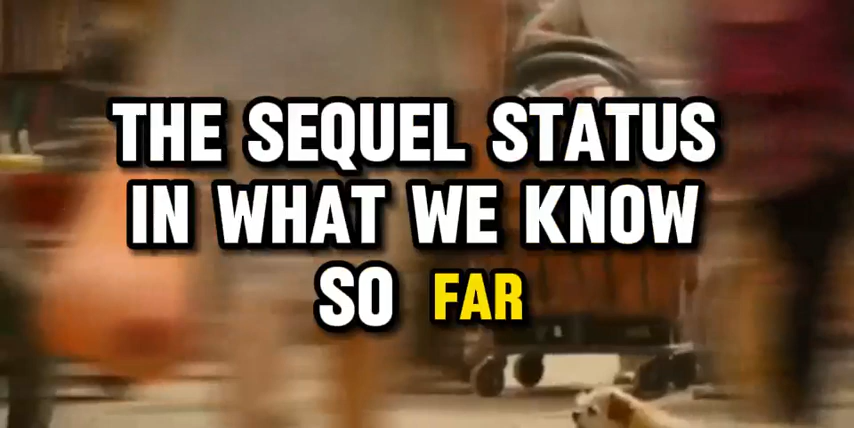 THE SEQUEL STATUS
IN WHAT WE KNOW
SO FAR